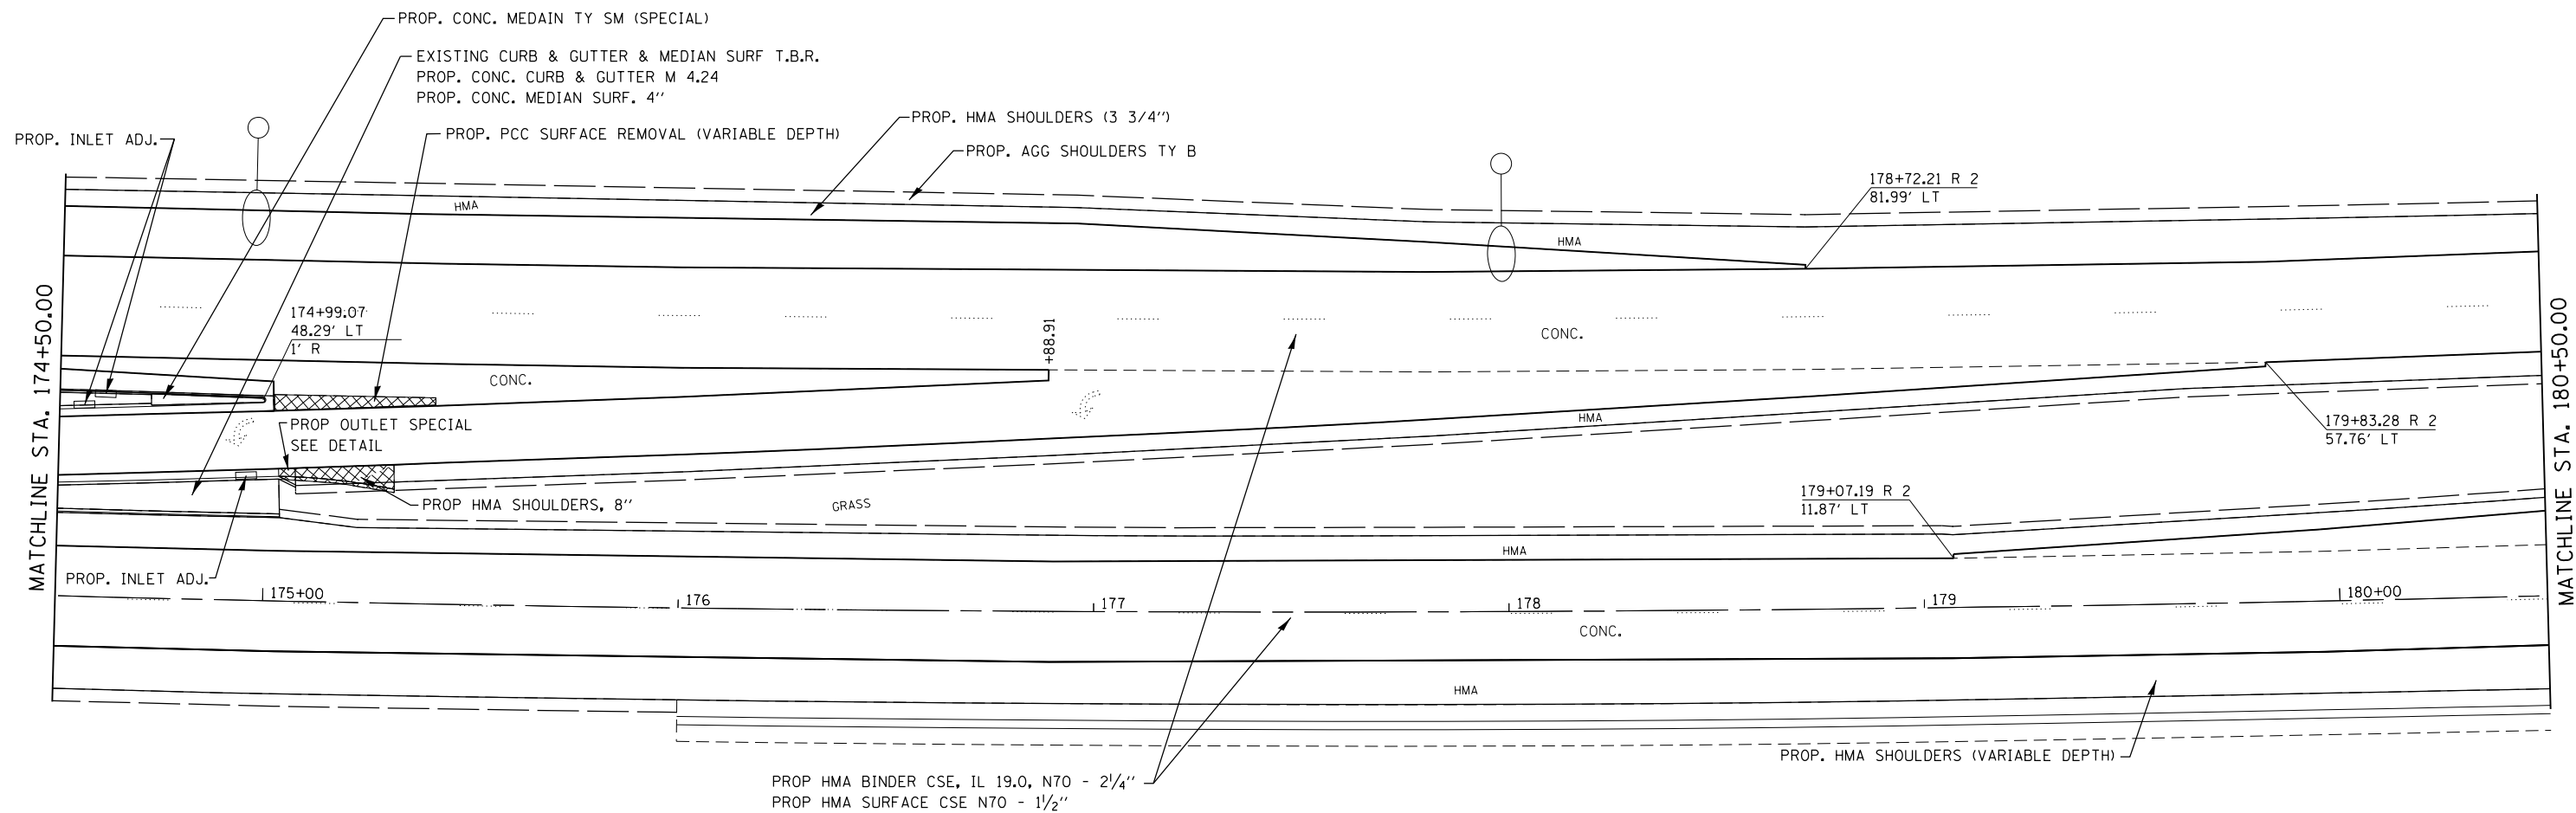 PROP. CONC. MEDAIN TY SM (SPECIAL)
EXISTING CURB & GUTTER & MEDIAN SURF T.B.R.
PROP. CONC. CURB & GUTTER M 4.24
PROP. CONC. MEDIAN SURF. 4''
PROP. INLET ADJ.
PROP. PCC SURFACE REMOVAL (VARIABLE DEPTH)
PROP. HMA SHOULDERS (3 3/4'')
PROP. AGG SHOULDERS TY B
178+72.21 R 2
81.99' LT
HMA
HMA
MATCHLINE STA. 174+50.00
174+99.07
48.29' LT
1' R
+88.91
CONC.
CONC.
MATCHLINE STA. 180+50.00
PROP OUTLET SPECIAL
SEE DETAIL
HMA
179+83.28 R 2
57.76' LT
PROP HMA SHOULDERS, 8''
GRASS
179+07.19 R 2
11.87' LT
HMA
PROP. INLET ADJ.
175+00
176
177
178
179
180+00
CONC.
HMA
PROP. HMA SHOULDERS (VARIABLE DEPTH)
PROP HMA BINDER CSE, IL 19.0, N70 - 2 1/4''
PROP HMA SURFACE CSE N70 - 1 1/2''